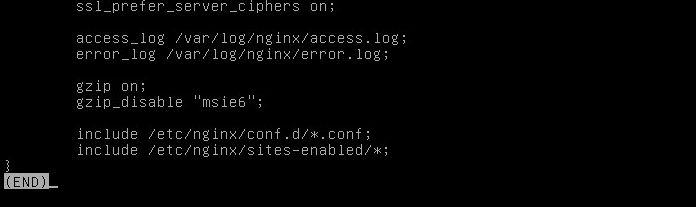 ssl_prefer_server_ciphers on;
access_log /var/log/nginx/access.log;
error_log /var/log/nginx/error.log;
gzip on;
gzip_disable "msie6";
include /etc/nginx/conf.d/*.conf;
include /etc/nginx/sites-enabled/*;
}
(END)